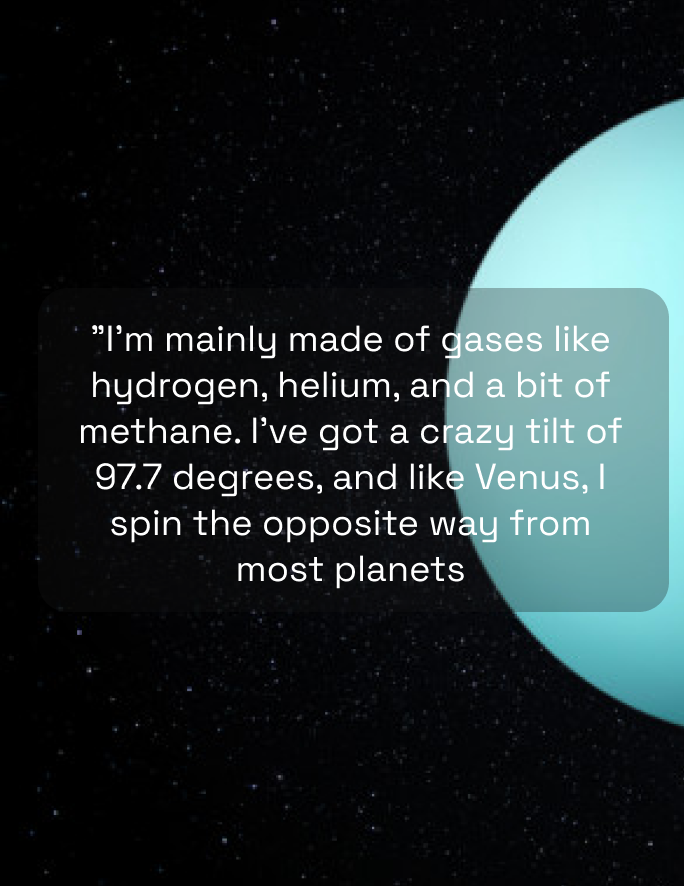 ”I’m mainly made of gases like
hydrogen, helium, and a bit of
methane. I’ve got a crazy tilt of
97.7 degrees, and like Venus, I
spin the opposite way from
most planets